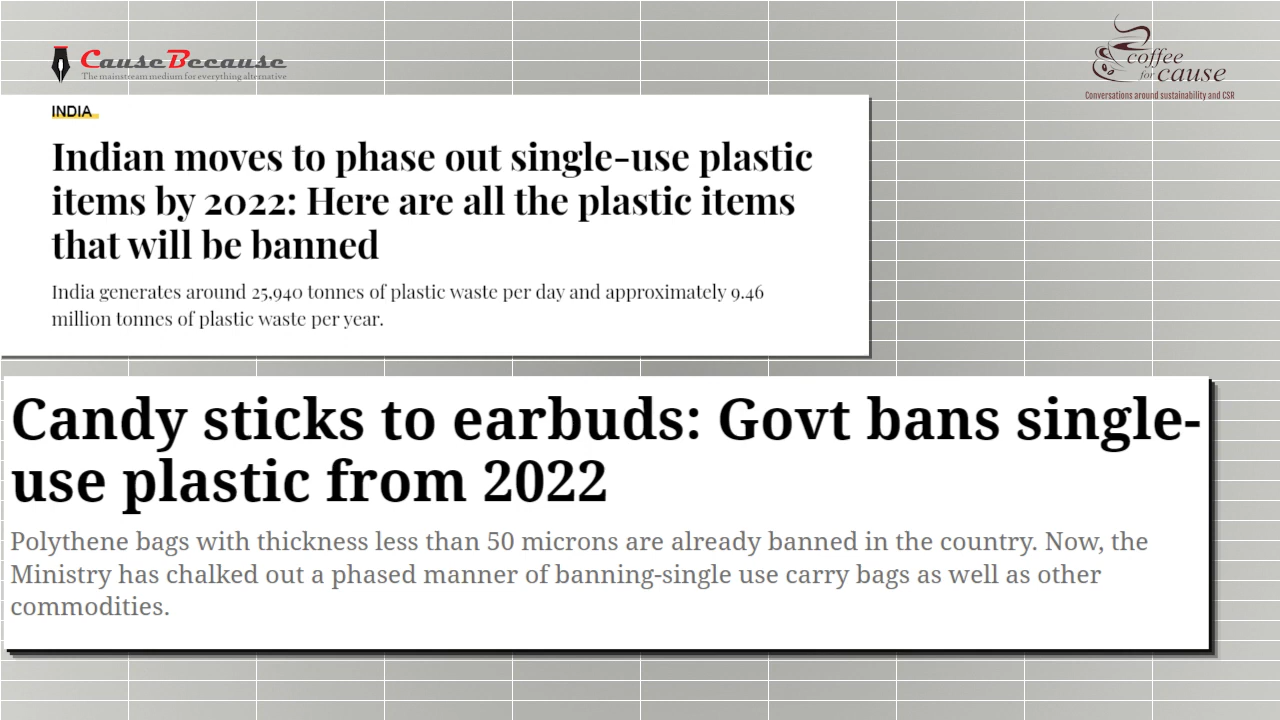 CauseBecause
The mainstream medium for everything alternative
coffee
for cause
Conversations around sustainability and CSR
INDIA
Indian moves to phase out single-use plastic
items by 2022: Here are all the plastic items
that will be banned
India generates around 25,940 tonnes of plastic waste per day and approximately 9.46
million tonnes of plastic waste per year.
Candy sticks to earbuds: Govt bans single-
use plastic from 2022
Polythene bags with thickness less than 50 microns are already banned in the country. Now, the
Ministry has chalked out a phased manner of banning-single use carry bags as well as other
commodities.